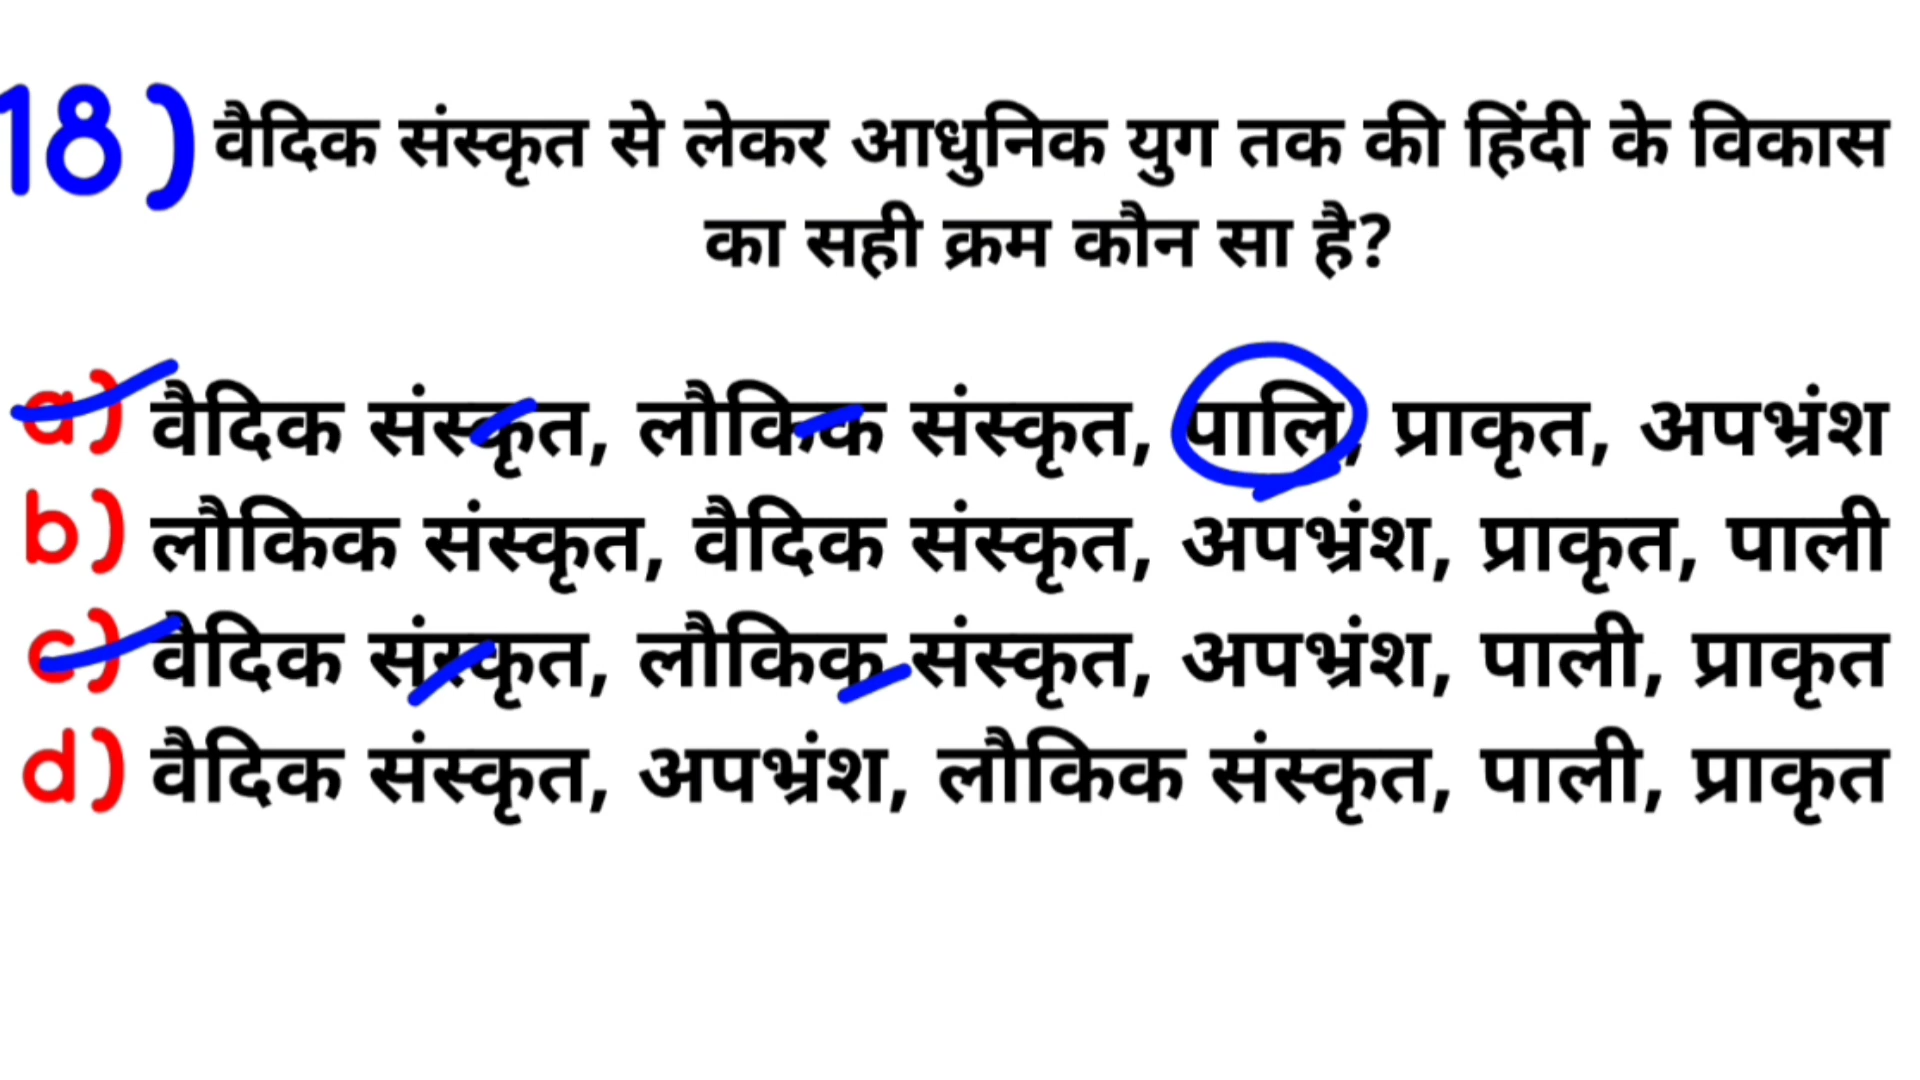 18) वैदिक संस्कृत से लेकर आधुनिक युग तक की हिंदी के विकास
का सही क्रम कौन सा है?
a) वैदिक संस्कृत, लौकिक संस्कृत, पालि, प्राकृत, अपभ्रंश
b) लौकिक संस्कृत, वैदिक संस्कृत, अपभ्रंश, प्राकृत, पाली
c) वैदिक संस्कृत, लौकिक संस्कृत, अपभ्रंश, पाली, प्राकृत
d) वैदिक संस्कृत, अपभ्रंश, लौकिक संस्कृत, पाली, प्राकृत